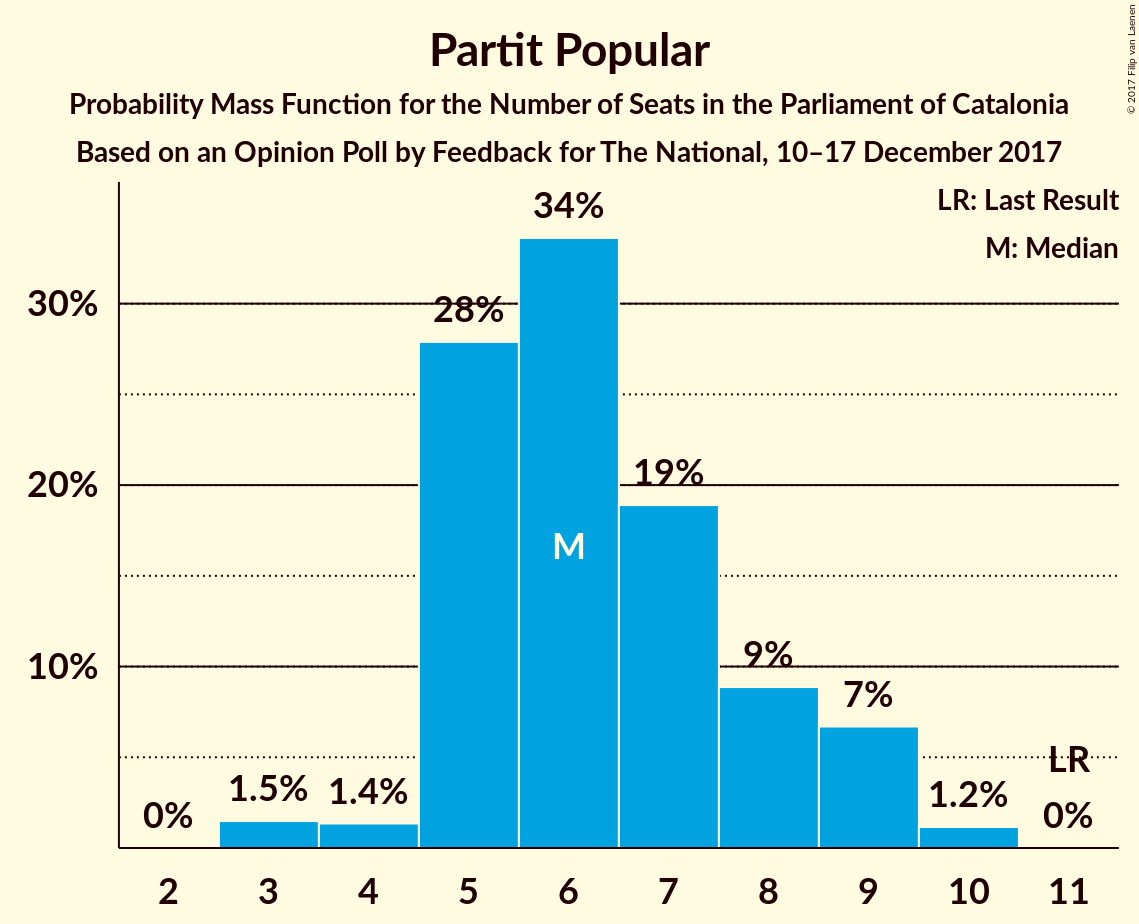 Partit Popular
Probability Mass Function for the Number of Seats in the Parliament of Catalonia
Based on an Opinion Poll by Feedback for The National, 10–17 December 2017
© 2017 Filip van Laenen
LR: Last Result
M: Median
30%
20%
10%
0%
1.5%
1.4%
28%
34%
M
19%
9%
7%
1.2%
LR
0%
2 3 4 5 6 7 8 9 10 11